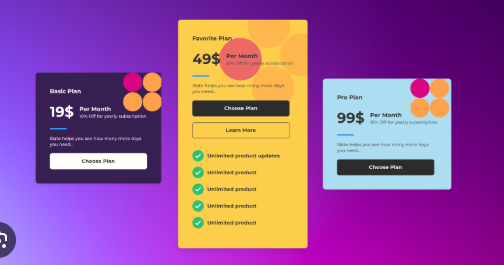 Basic Plan
19$
Per Month
10% Off for yearly subscription
Slate helps you see how many more days
you need...
Choose Plan
Favorite Plan
49$
Per Month
10% Off for yearly subscription
Slate helps you see how many more days
you need...
Choose Plan
Learn More
Unlimited product updates
Unlimited product
Unlimited product
Unlimited product
Unlimited product
Pro Plan
99$
Per Month
10% Off for yearly subscription
Slate helps you see how many more days
you need...
Choose Plan